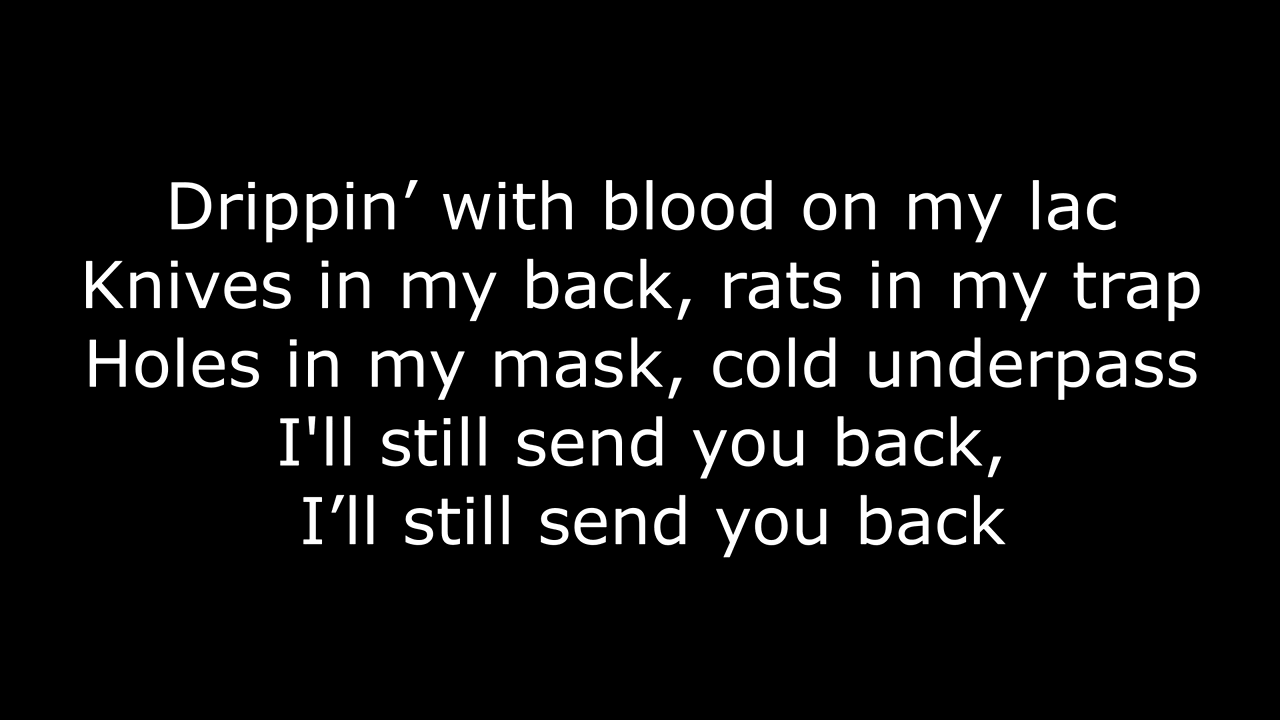 Drippin’ with blood on my lac
Knives in my back, rats in my trap
Holes in my mask, cold underpass
I'll still send you back,
I’ll still send you back